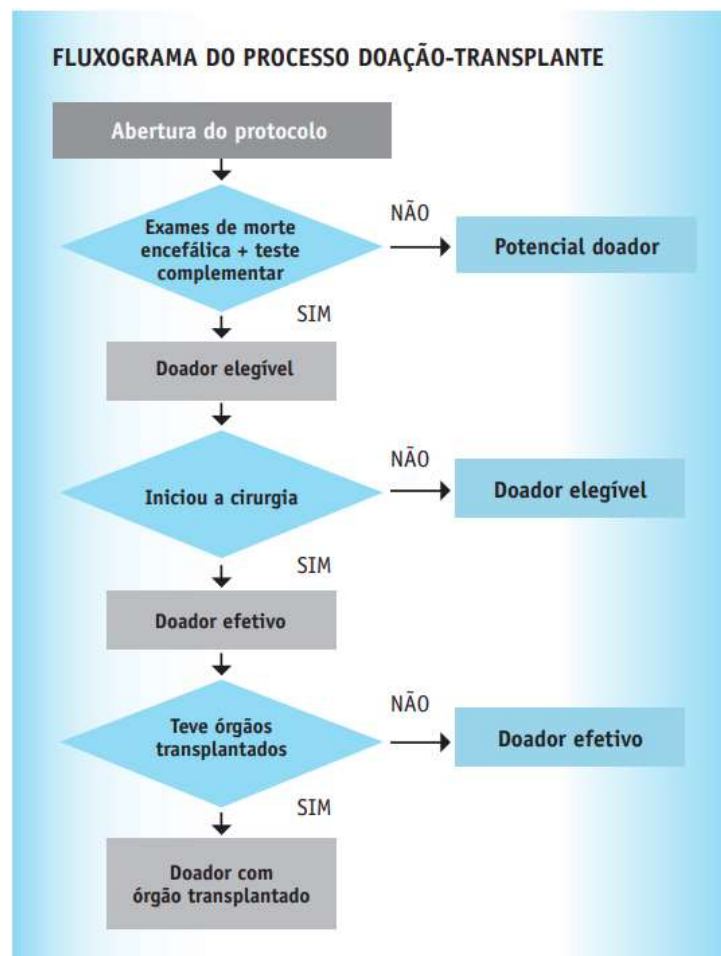 FLUXOGRAMA DO PROCESSO DOAÇÃO-TRANSPLANTE
Abertura do protocolo
Exames de morte
encefálica + teste
complementar
NÃO
Potencial doador
SIM
Doador elegível
Iniciou a cirurgia
NÃO
Doador elegível
SIM
Doador efetivo
Teve órgãos
transplantados
NÃO
Doador efetivo
SIM
Doador com
órgão transplantado